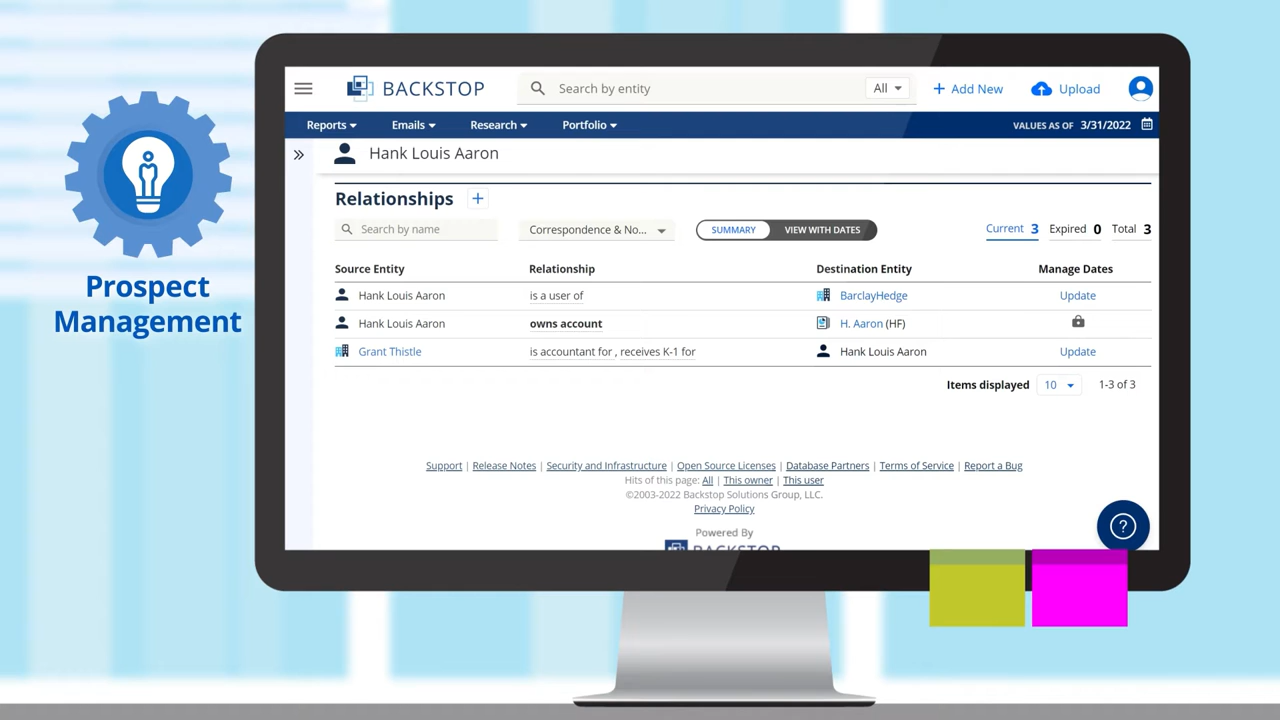 Prospect
Management
BACKSTOP
Search by entity
All
+ Add New
Upload
Reports
Emails
Research
Portfolio
VALUES AS OF 3/31/2022
Hank Louis Aaron
Relationships +
Search by name
Correspondence & No...
SUMMARY
VIEW WITH DATES
Current 3
Expired 0
Total 3
Source Entity Relationship Destination Entity Manage Dates
Hank Louis Aaron is a user of BarclayHedge Update
Hank Louis Aaron owns account H. Aaron (HF)
Grant Thistle is accountant for , receives K-1 for Hank Louis Aaron Update
Items displayed 10 1-3 of 3
Support | Release Notes | Security and Infrastructure | Open Source Licenses | Database Partners | Terms of Service | Report a Bug
Hits of this page: All | This owner | This user
©2003-2022 Backstop Solutions Group, LLC.
Privacy Policy
Powered By
BACKSTOP
?